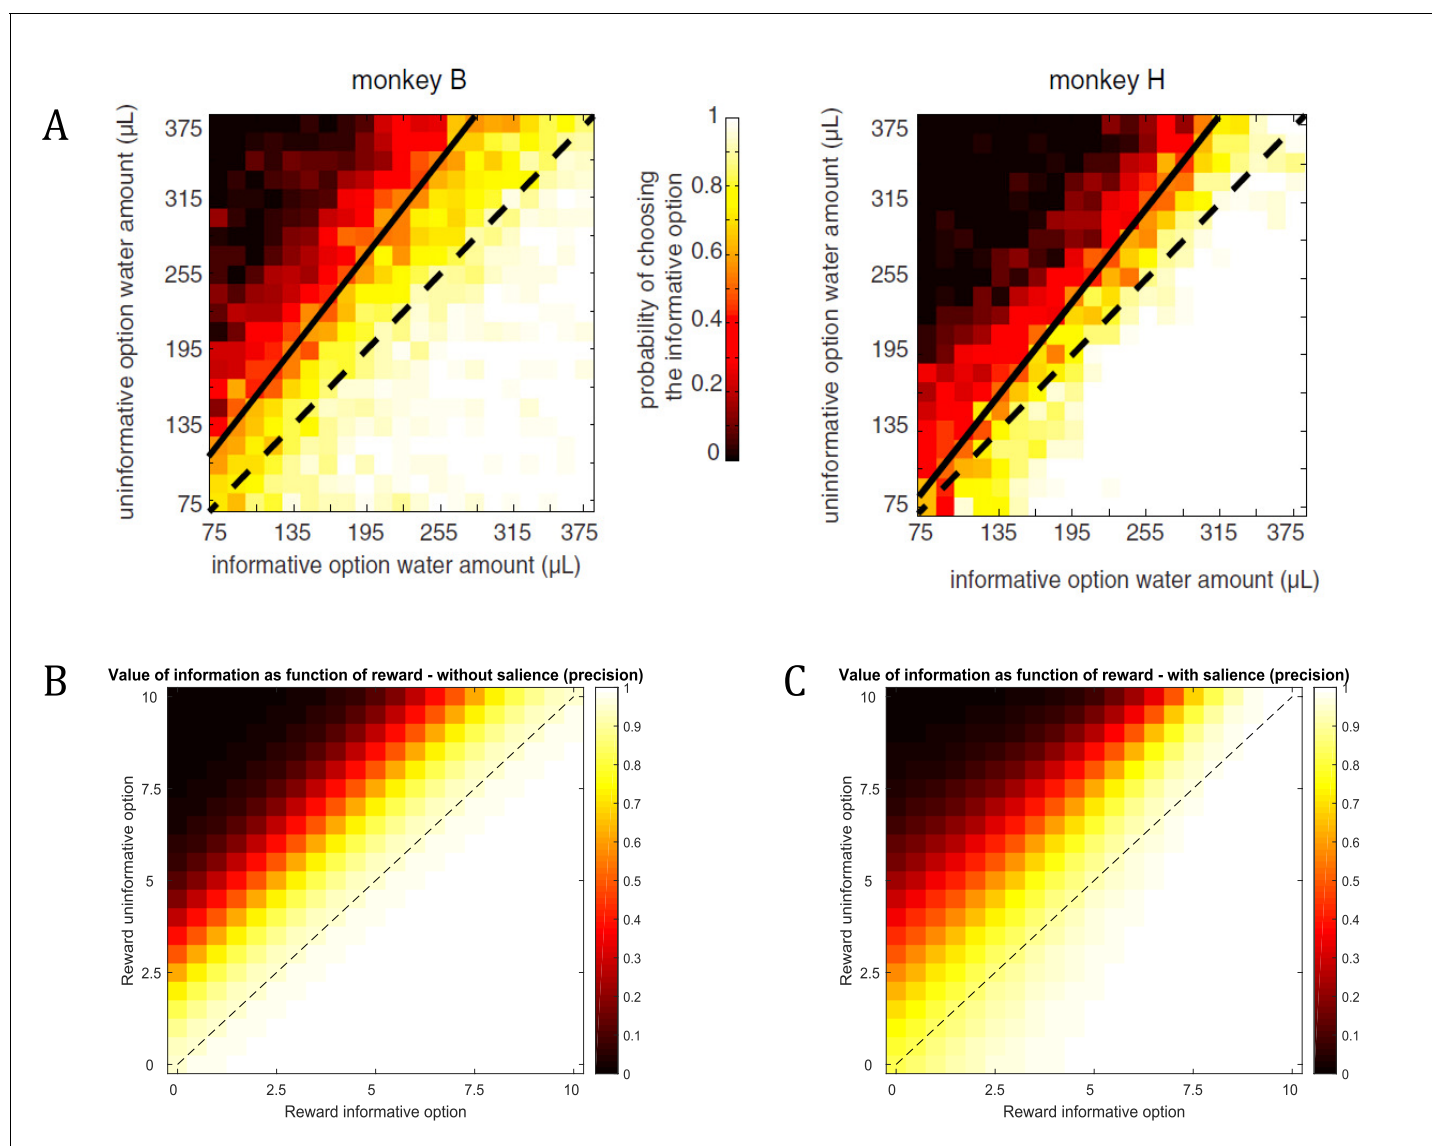 A
monkey B
uninformative option water amount (µL)
375
315
255
195
135
75
75 135 195 255 315 375
informative option water amount (µL)
probability of choosing
the informative option
1
0.8
0.6
0.4
0.2
0
monkey H
uninformative option water amount (µL)
375
315
255
195
135
75
75 135 195 255 315 375
informative option water amount (µL)
B
Value of information as function of reward - without salience (precision)
Reward uninformative option
10
7.5
5
2.5
0
0 2.5 5 7.5 10
Reward informative option
1
0.9
0.8
0.7
0.6
0.5
0.4
0.3
0.2
0.1
0
C
Value of information as function of reward - with salience (precision)
Reward uninformative option
10
7.5
5
2.5
0
0 2.5 5 7.5 10
Reward informative option
1
0.9
0.8
0.7
0.6
0.5
0.4
0.3
0.2
0.1
0